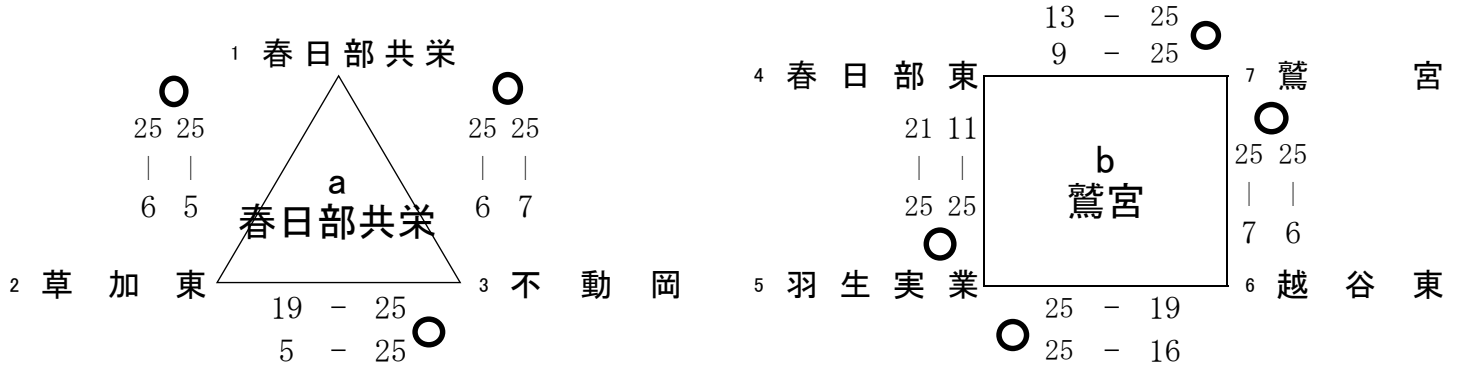 1 春日部共栄
25 25
| |
6 5
25 25
| |
6 7
a
春日部共栄
2 草加東
3 不動岡
19 - 25
5 - 25
13 - 25
9 - 25
4 春日部東
7 鷲宮
21 11
| |
25 25
b
鷲宮
25 25
| |
7 6
5 羽生実業
6 越谷東
25 - 19
25 - 16